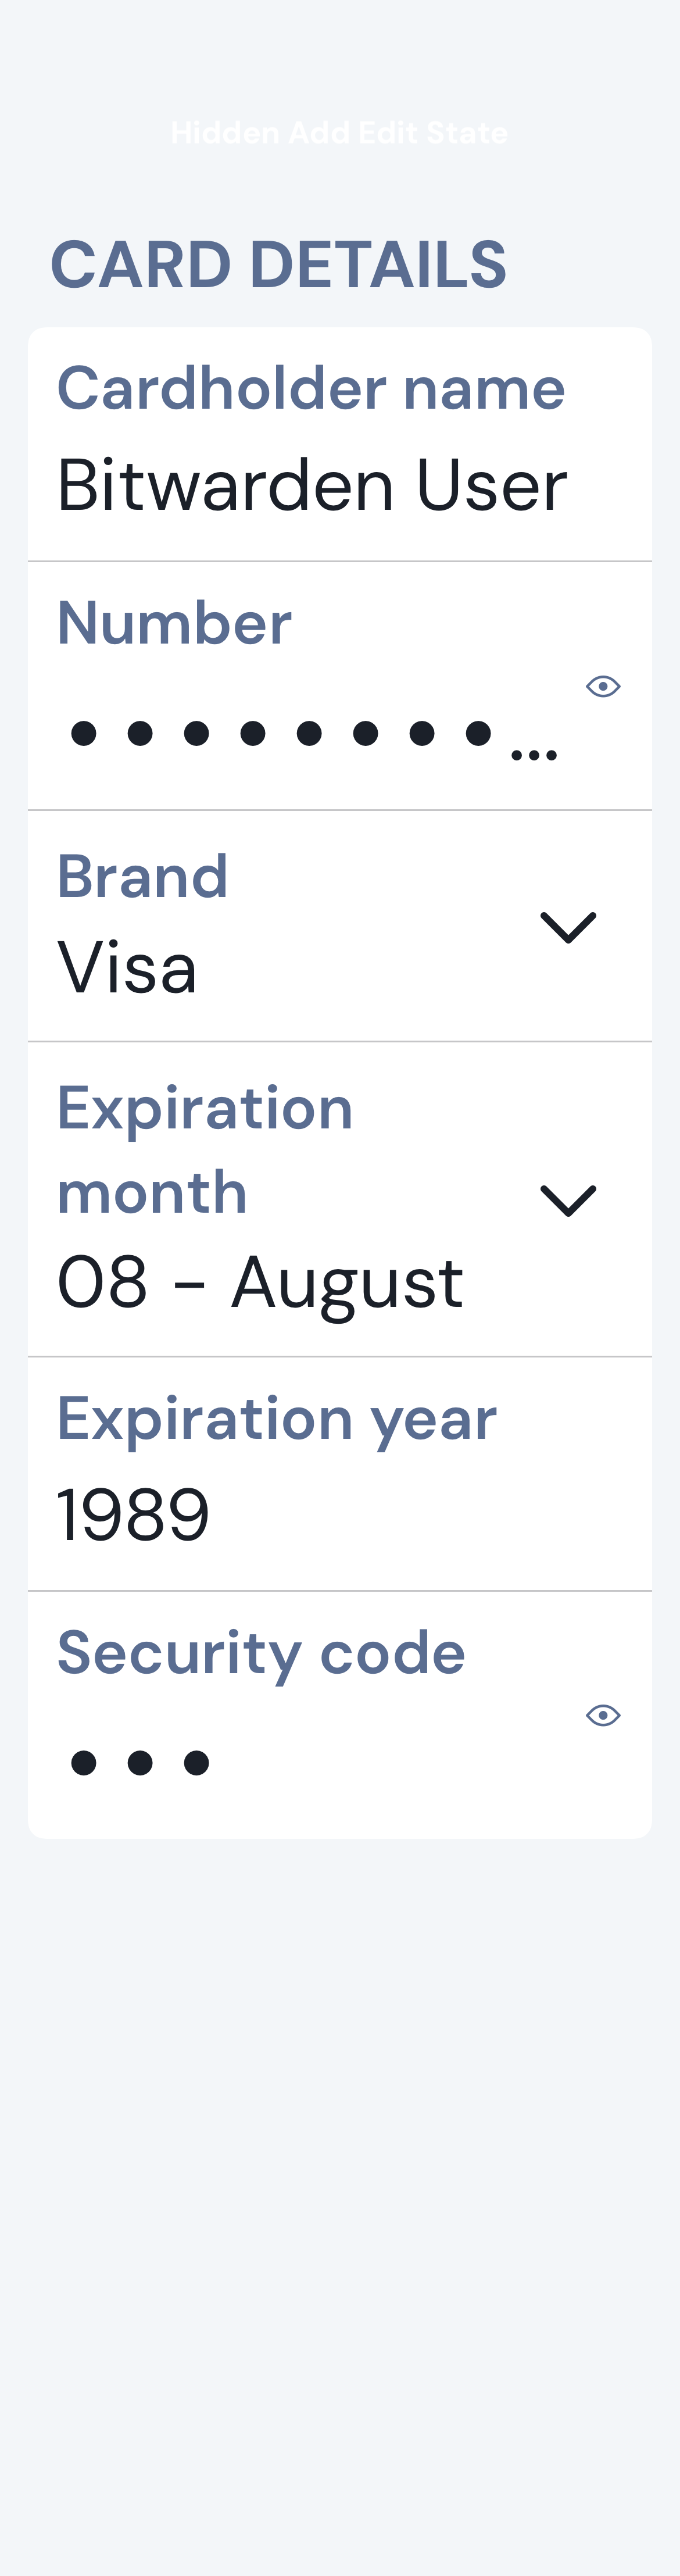 Hidden Add Edit State
CARD DETAILS
Cardholder name
Bitwarden User
Number
••••••••...
Brand
Visa
Expiration
month
08 - August
Expiration year
1989
Security code
•••